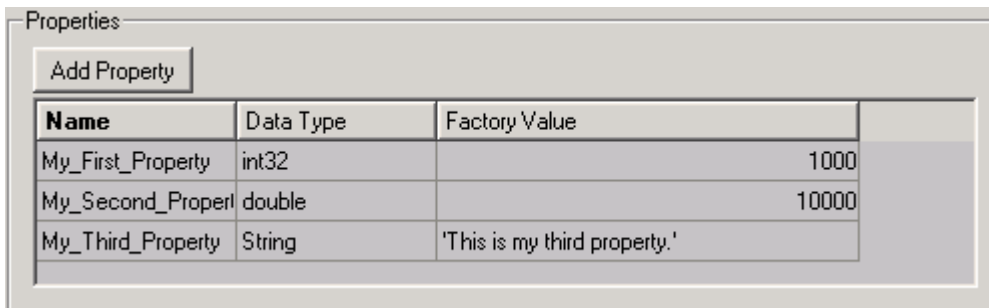 Properties
Add Property
Name Data Type Factory Value
My_First_Property int32 1000
My_Second_Propert double 10000
My_Third_Property String 'This is my third property.'